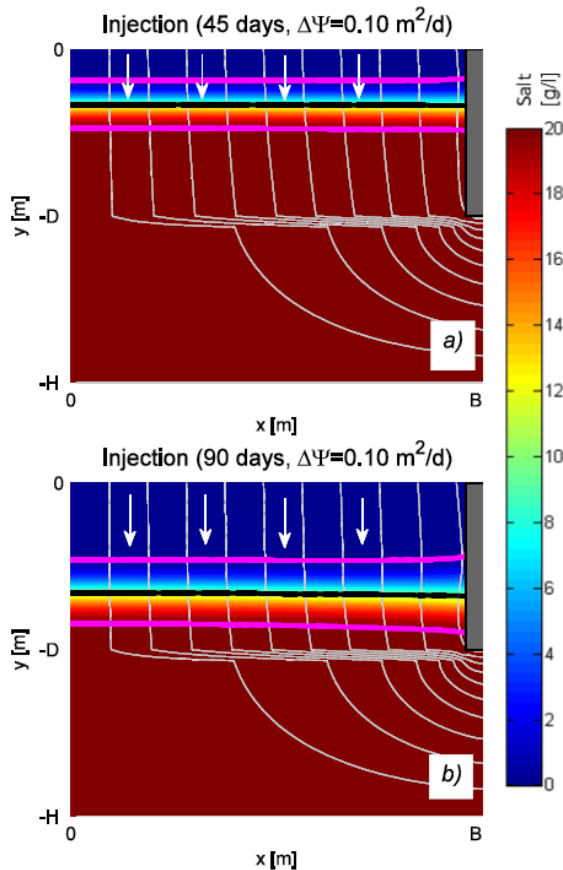 Injection (45 days, ΔΨ=0.10 m²/d)
0
y [m]
-D
-H
a)
0
B
x [m]
Salt
[g/l]
20
18
16
14
12
10
8
6
4
2
0
Injection (90 days, ΔΨ=0.10 m²/d)
0
y [m]
-D
-H
b)
0
B
x [m]